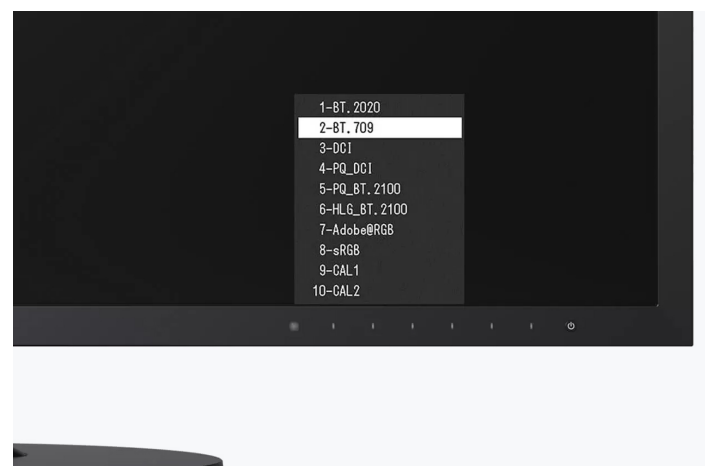 1-BT.2020
2-BT.709
3-DCI
4-PQ_DCI
5-PQ_BT.2100
6-HLG_BT.2100
7-Adobe®RGB
8-sRGB
9-CAL1
10-CAL2